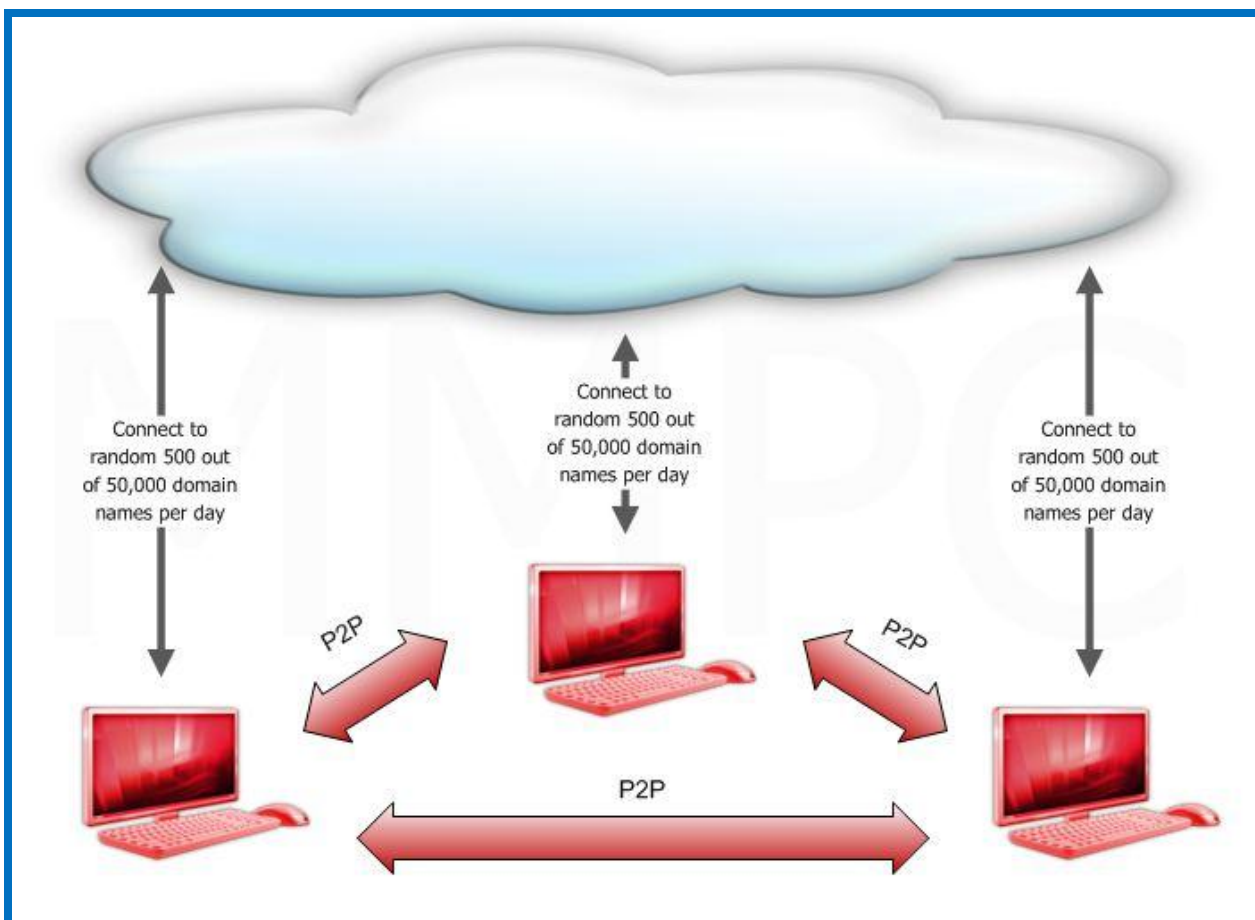 MMPC
Connect to
random 500 out
of 50,000 domain
names per day
Connect to
random 500 out
of 50,000 domain
names per day
Connect to
random 500 out
of 50,000 domain
names per day
P2P
P2P
P2P